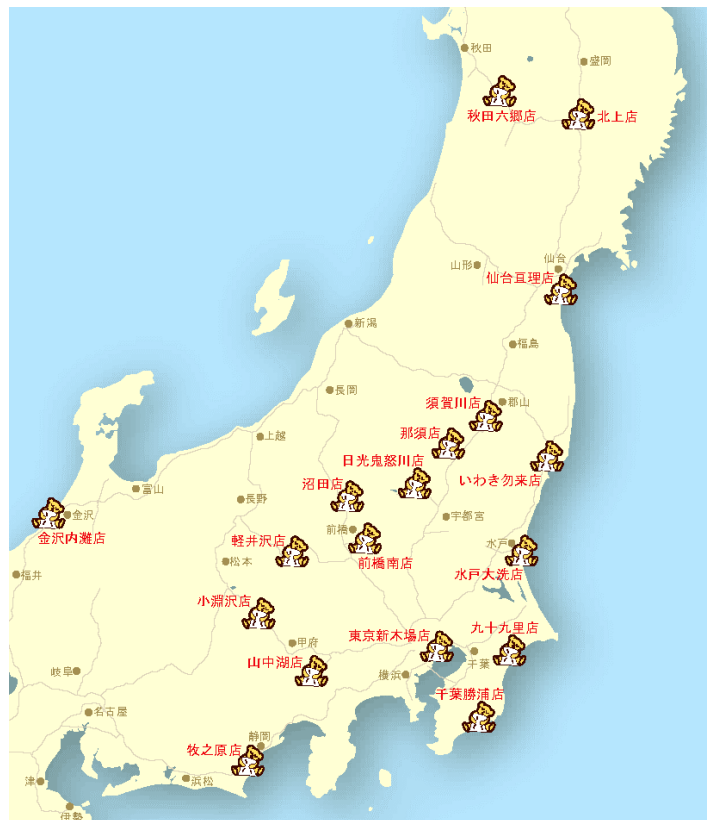 秋田
盛岡
秋田六郷店
北上店
山形
仙台
仙台亘理店
新潟
福島
長岡
須賀川店
郡山
上越
那須店
日光鬼怒川店
いわき勿来店
富山
長野
沼田店
金沢
金沢内灘店
前橋
宇都宮
軽井沢店
前橋南店
水戸
水戸大洗店
福井
松本
小淵沢店
甲府
東京新木場店
九十九里店
千葉
岐阜
山中湖店
横浜
千葉勝浦店
名古屋
静岡
牧之原店
津
浜松
伊勢